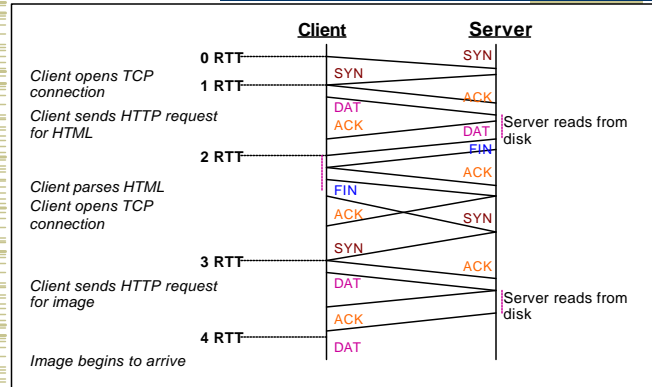 Client Server
0 RTT
SYN
Client opens TCP
connection
SYN
1 RTT
ACK
DAT
Client sends HTTP request
for HTML
ACK
Server reads from
disk
DAT
FIN
2 RTT
ACK
Client parses HTML
FIN
Client opens TCP
connection
ACK
SYN
SYN
3 RTT
ACK
Client sends HTTP request
for image
DAT
Server reads from
disk
ACK
4 RTT
DAT
Image begins to arrive